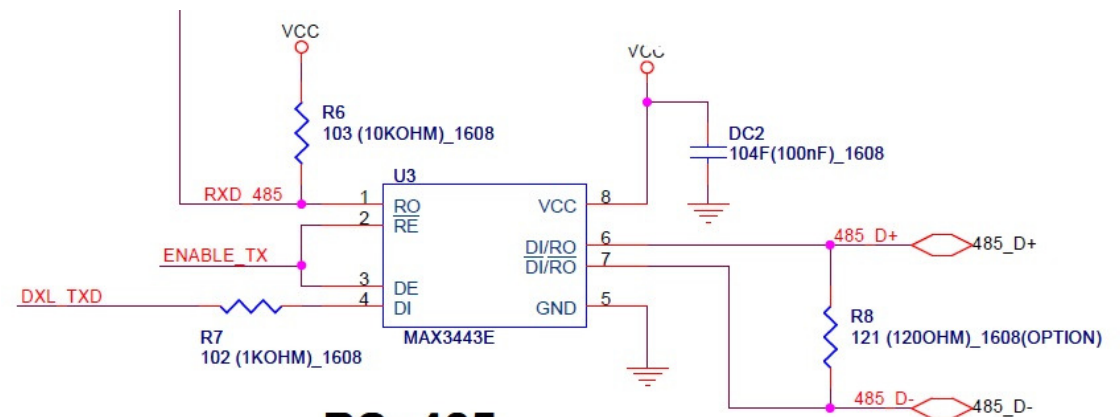 VCC
R6
103 (10KOHM)_1608
VCC
DC2
104F(100nF)_1608
U3
RXD_485
1
RO
2
RE
ENABLE_TX
3
DE
DXL_TXD
4
DI
VCC
8
DI/RO
6
DI/RO
7
GND
5
MAX3443E
R7
102 (1KOHM)_1608
485_D+
485_D+
R8
121 (120OHM)_1608(OPTION)
485_D-
485_D-